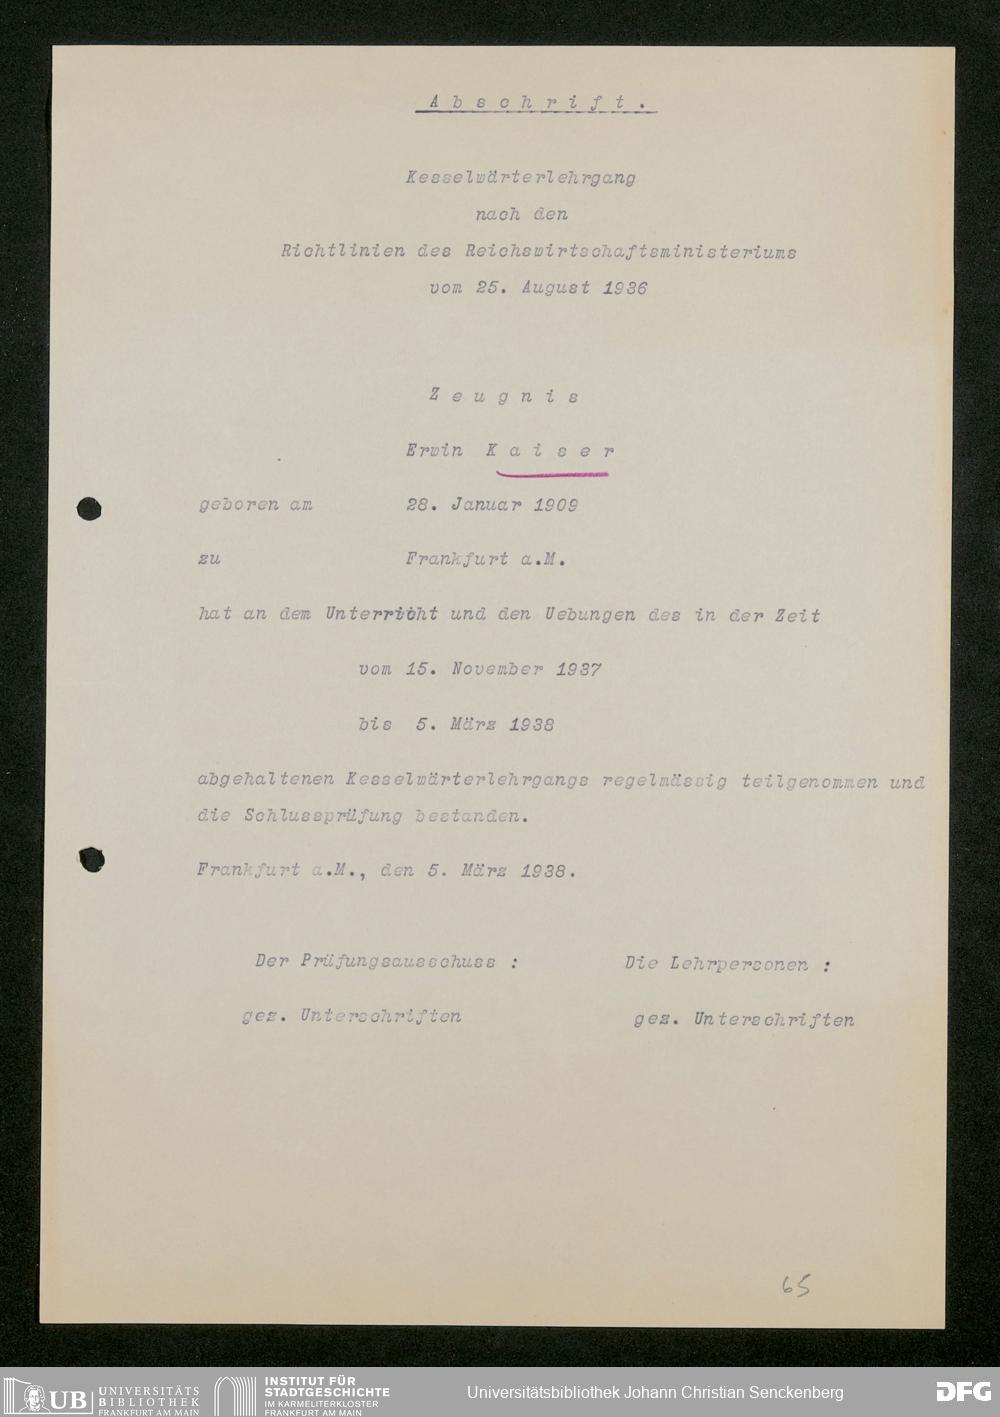 A b s c h r i f t .
Kesselwärterlehrgang
nach den
Richtlinien des Reichswirtschaftsministeriums
vom 25. August 1936
Z e u g n i s
Erwin K a i s e r
geboren am 28. Januar 1909
zu Frankfurt a.M.
hat an dem Unterricht und den Uebungen des in der Zeit
vom 15. November 1937
bis 5. März 1938
abgehaltenen Kesselwärterlehrgangs regelmässig teilgenommen und
die Schlussprüfung bestanden.
Frankfurt a.M., den 5. März 1938.
Der Prüfungsausschuss : Die Lehrpersonen :
gez. Unterschriften gez. Unterschriften
65
UB UNIVERSITÄTS BIBLIOTHEK FRANKFURT AM MAIN
INSTITUT FÜR STADTGESCHICHTE IM KARMELITERKLOSTER FRANKFURT AM MAIN
Universitätsbibliothek Johann Christian Senckenberg
DFG